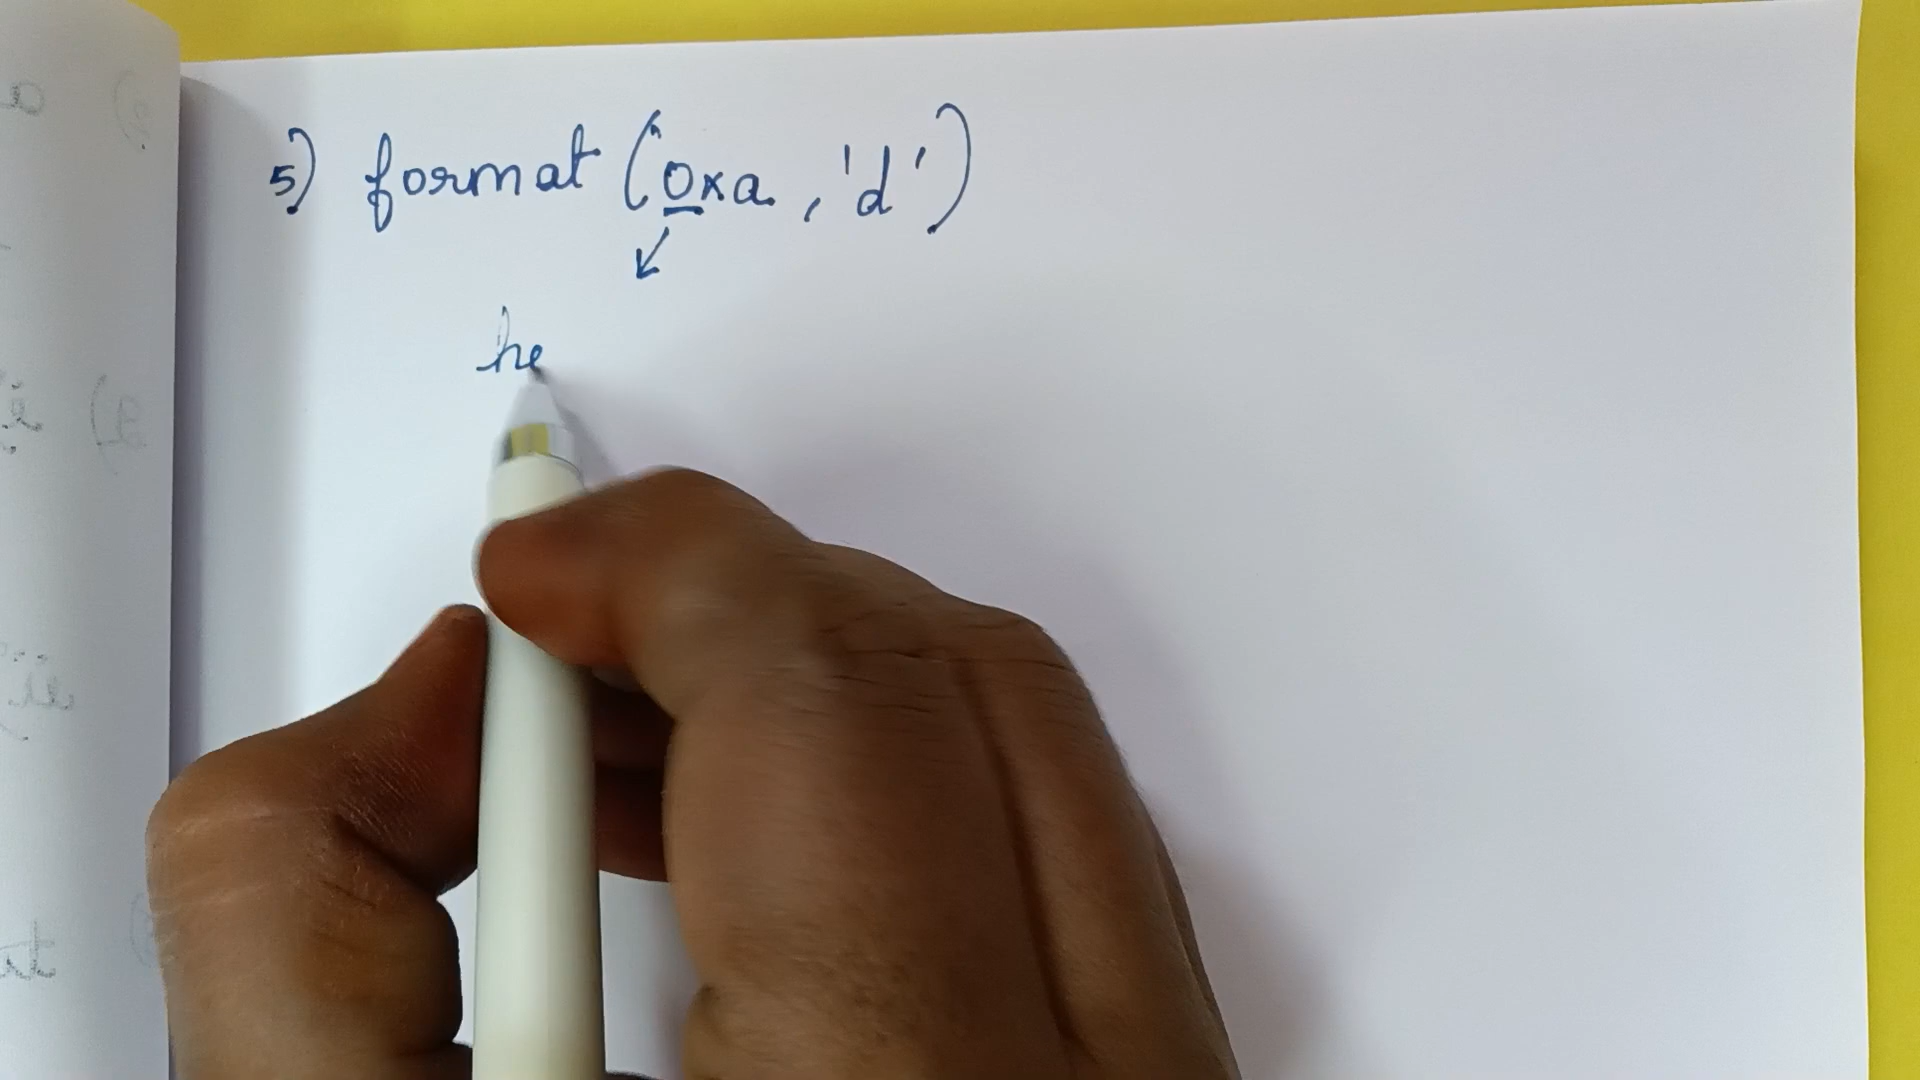 5) format (0xa, 'd')
he